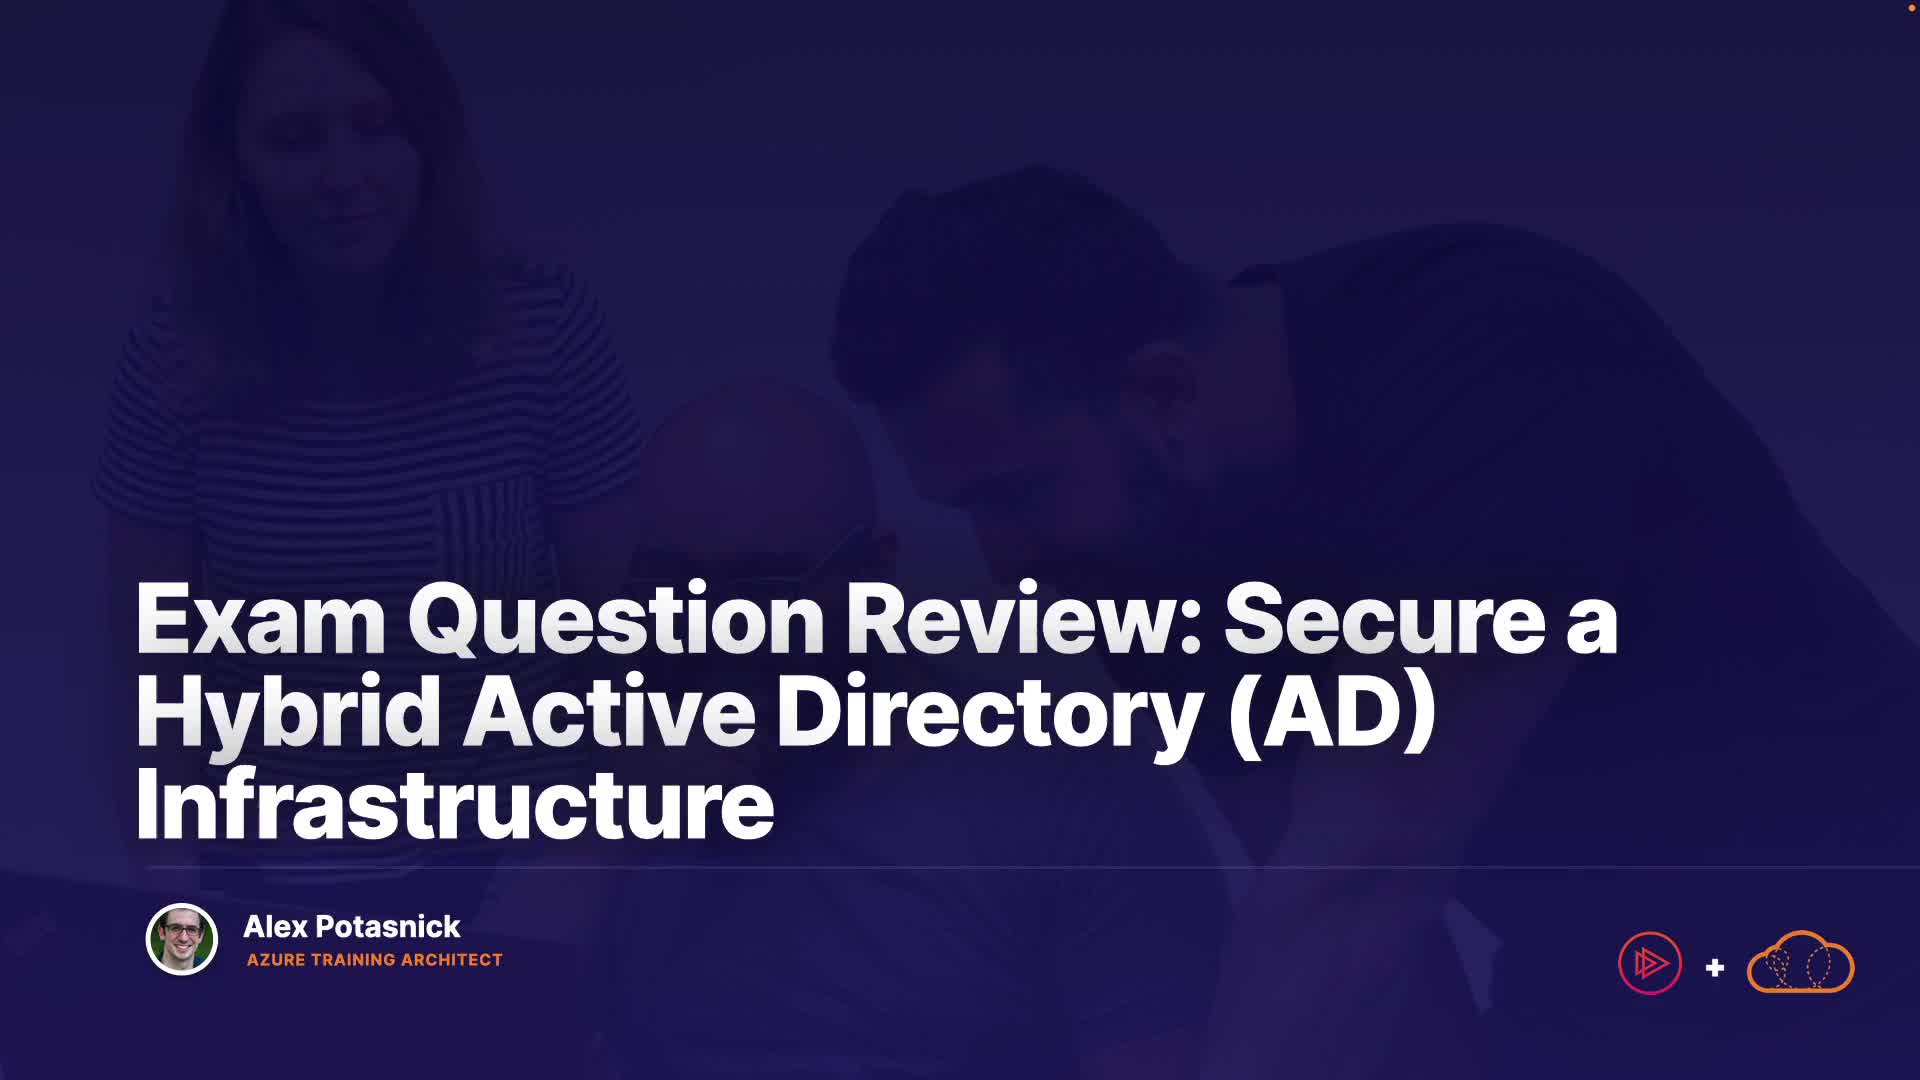 Exam Question Review: Secure a
Hybrid Active Directory (AD)
Infrastructure
Alex Potasnick
AZURE TRAINING ARCHITECT
+